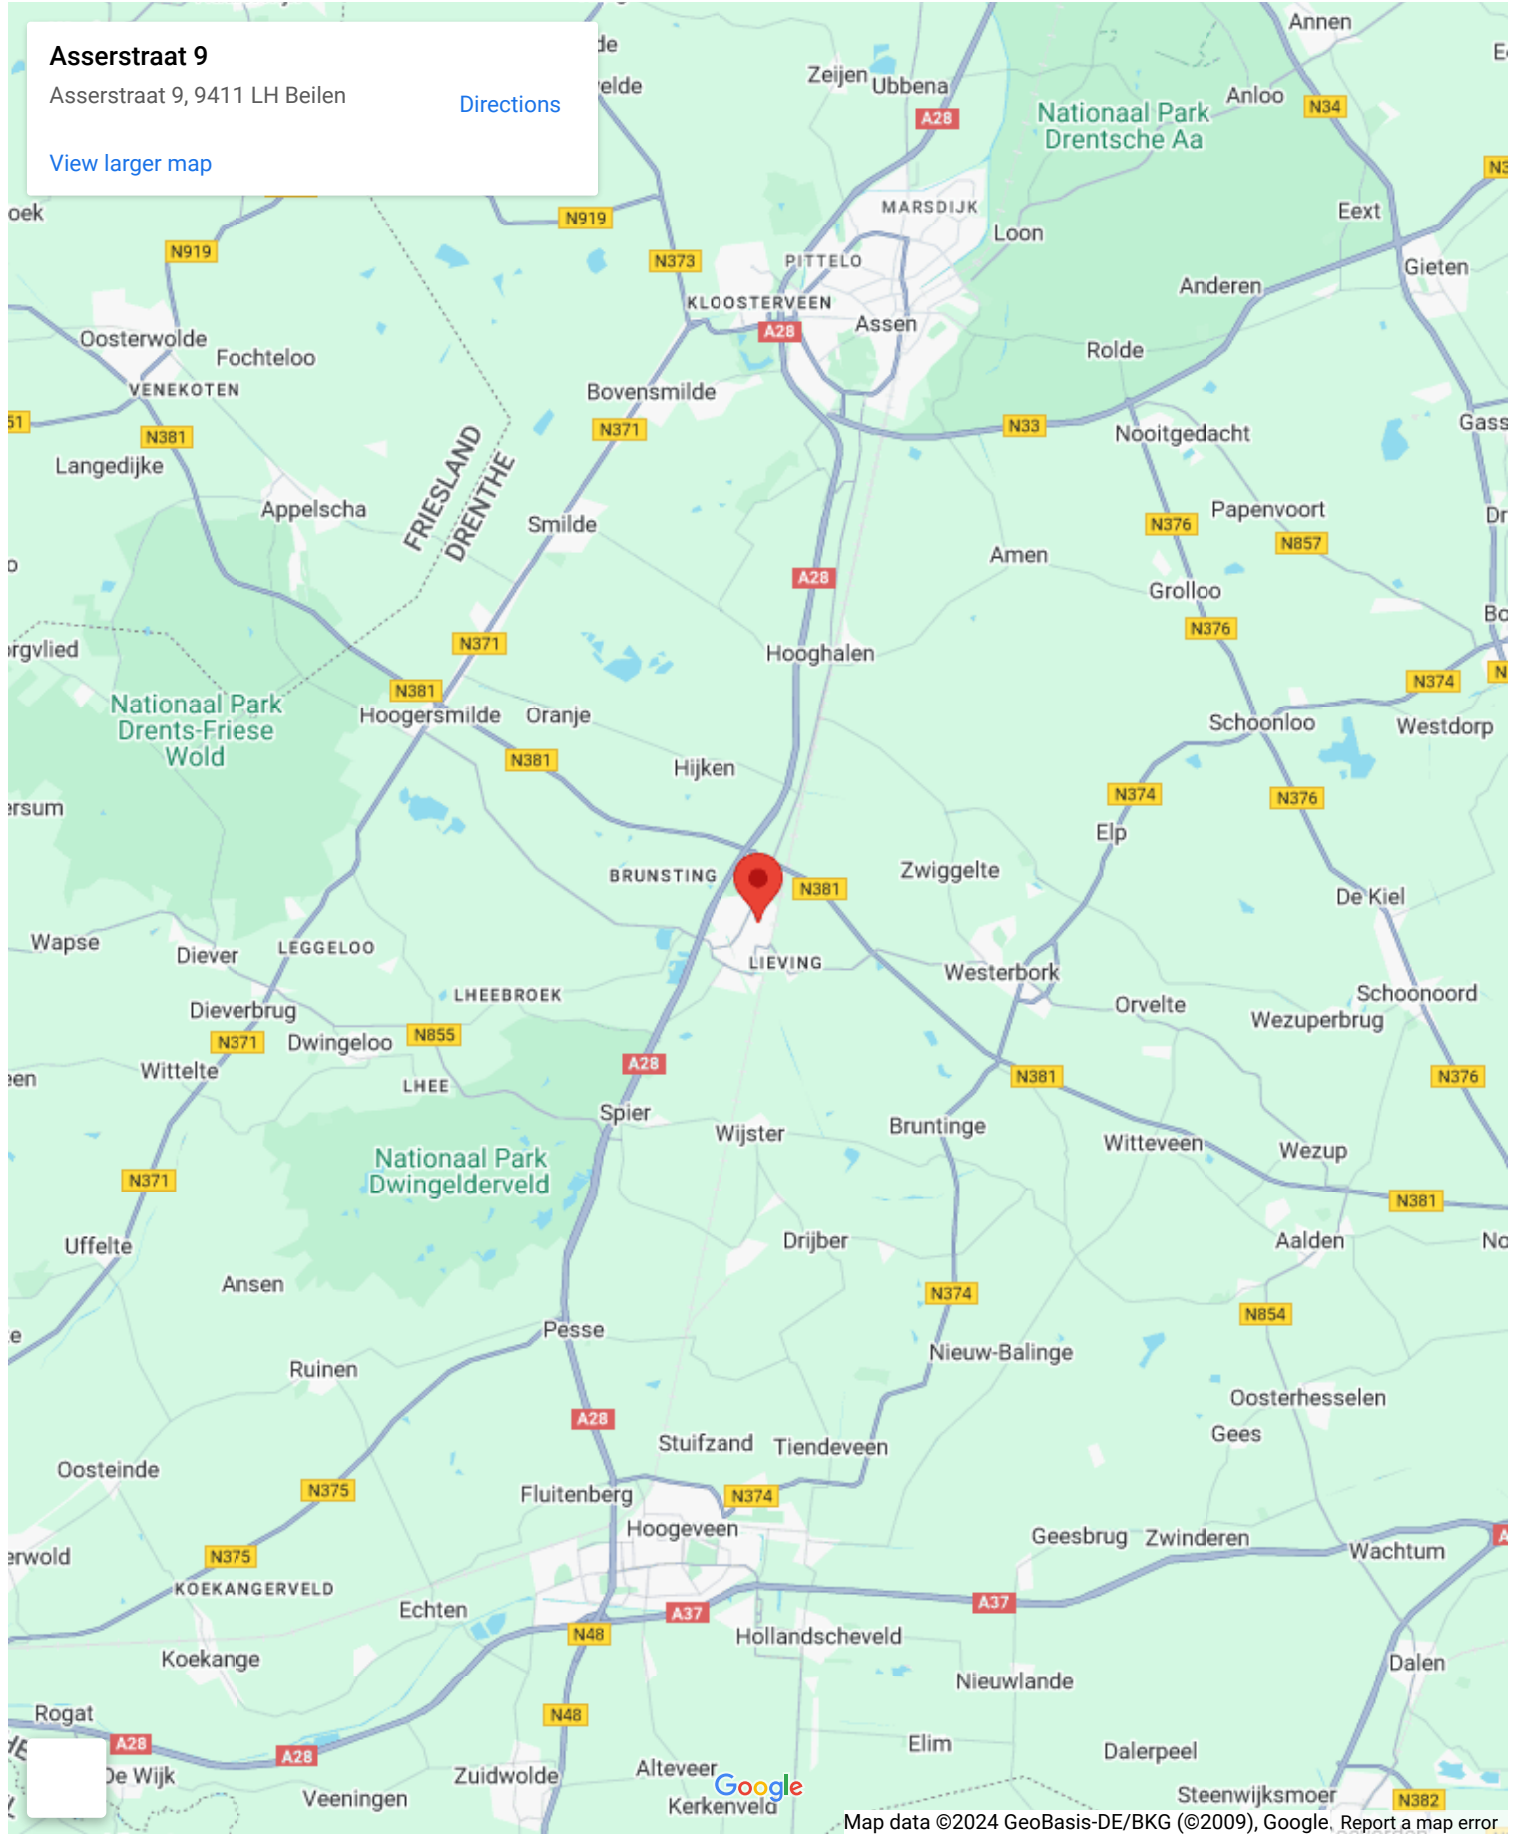 Asserstraat 9
Asserstraat 9, 9411 LH Beilen
Directions
View larger map
Annen
Zeijen
Ubbena
Anloo
N34
A28
Nationaal Park
Drentsche Aa
MARSDIJK
Eext
N919
Loon
N919
PITTELO
N373
Gieten
Anderen
KLOOSTERVEEN
A28
Assen
Oosterwolde
Fochteloo
Rolde
VENEKOTEN
Bovensmilde
N371
N33
N381
Nooitgedacht
Langedijke
FRIESLAND
DRENTHE
Appelscha
Smilde
Papenvoort
N376
N857
Amen
A28
Grolloo
N376
N371
Hooghalen
N374
N381
Nationaal Park
Drents-Friese
Wold
Hoogersmilde
Oranje
Schoonloo
Westdorp
N381
Hijken
N374
N376
Elp
BRUNSTING
N381
Zwiggelte
De Kiel
Wapse
Diever
LEGGELOO
LIEVING
Westerbork
LHEEBROEK
Schoonoord
Orvelte
Dieverbrug
Wezuperbrug
N371
Dwingeloo
N855
A28
Wittelte
LHEE
N381
N376
Spier
Wijster
Bruntinge
Witteveen
Wezup
Nationaal Park
Dwingelderveld
N371
N381
Uffelte
Drijber
Aalden
Ansen
N374
N854
Pesse
Ruinen
Nieuw-Balinge
Oosterhesselen
A28
Gees
Stuifzand
Tiendeveen
Oosteinde
N375
Fluitenberg
N374
Hoogeveen
Geesbrug
Zwinderen
Wachtum
N375
KOEKANGERVELD
Echten
A37
A37
N48
Hollandscheveld
Koekange
Dalen
Nieuwlande
Rogat
N48
A28
A28
Elim
Dalerpeel
De Wijk
Zuidwolde
Alteveer
Google
Veeningen
Kerkenveld
Steenwijksmoer
N382
Map data ©2024 GeoBasis-DE/BKG (©2009), Google
Report a map error